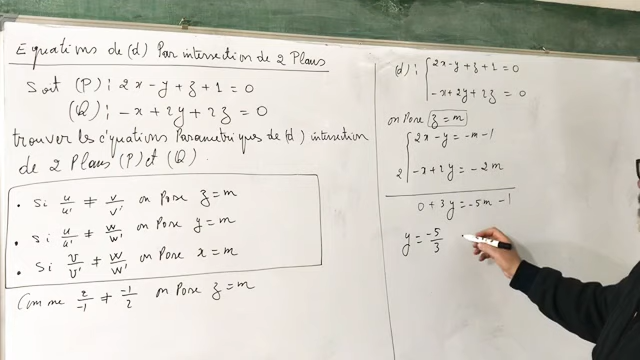 Equations de (d) Par intersection de 2 Plans
Soit (P) : 2x - y + z + 1 = 0
(Q) : -x + 2y + 2z = 0
trouver les équations Parametriques de (d) intersection
de 2 Plans (P) et (Q).
• Si u/u' ≠ v/v' on Pose z = m
• Si u/u' ≠ w/w' on Pose y = m
• Si v/v' ≠ w/w' on Pose x = m
Comme 2/-1 ≠ -1/2 on Pose z = m
(d) : { 2x - y + z + 1 = 0
-x + 2y + 2z = 0
on Pose z = m
{ 2x - y = -m - 1
2 | -x + 2y = -2m
0 + 3y = -5m - 1
y = -5/3